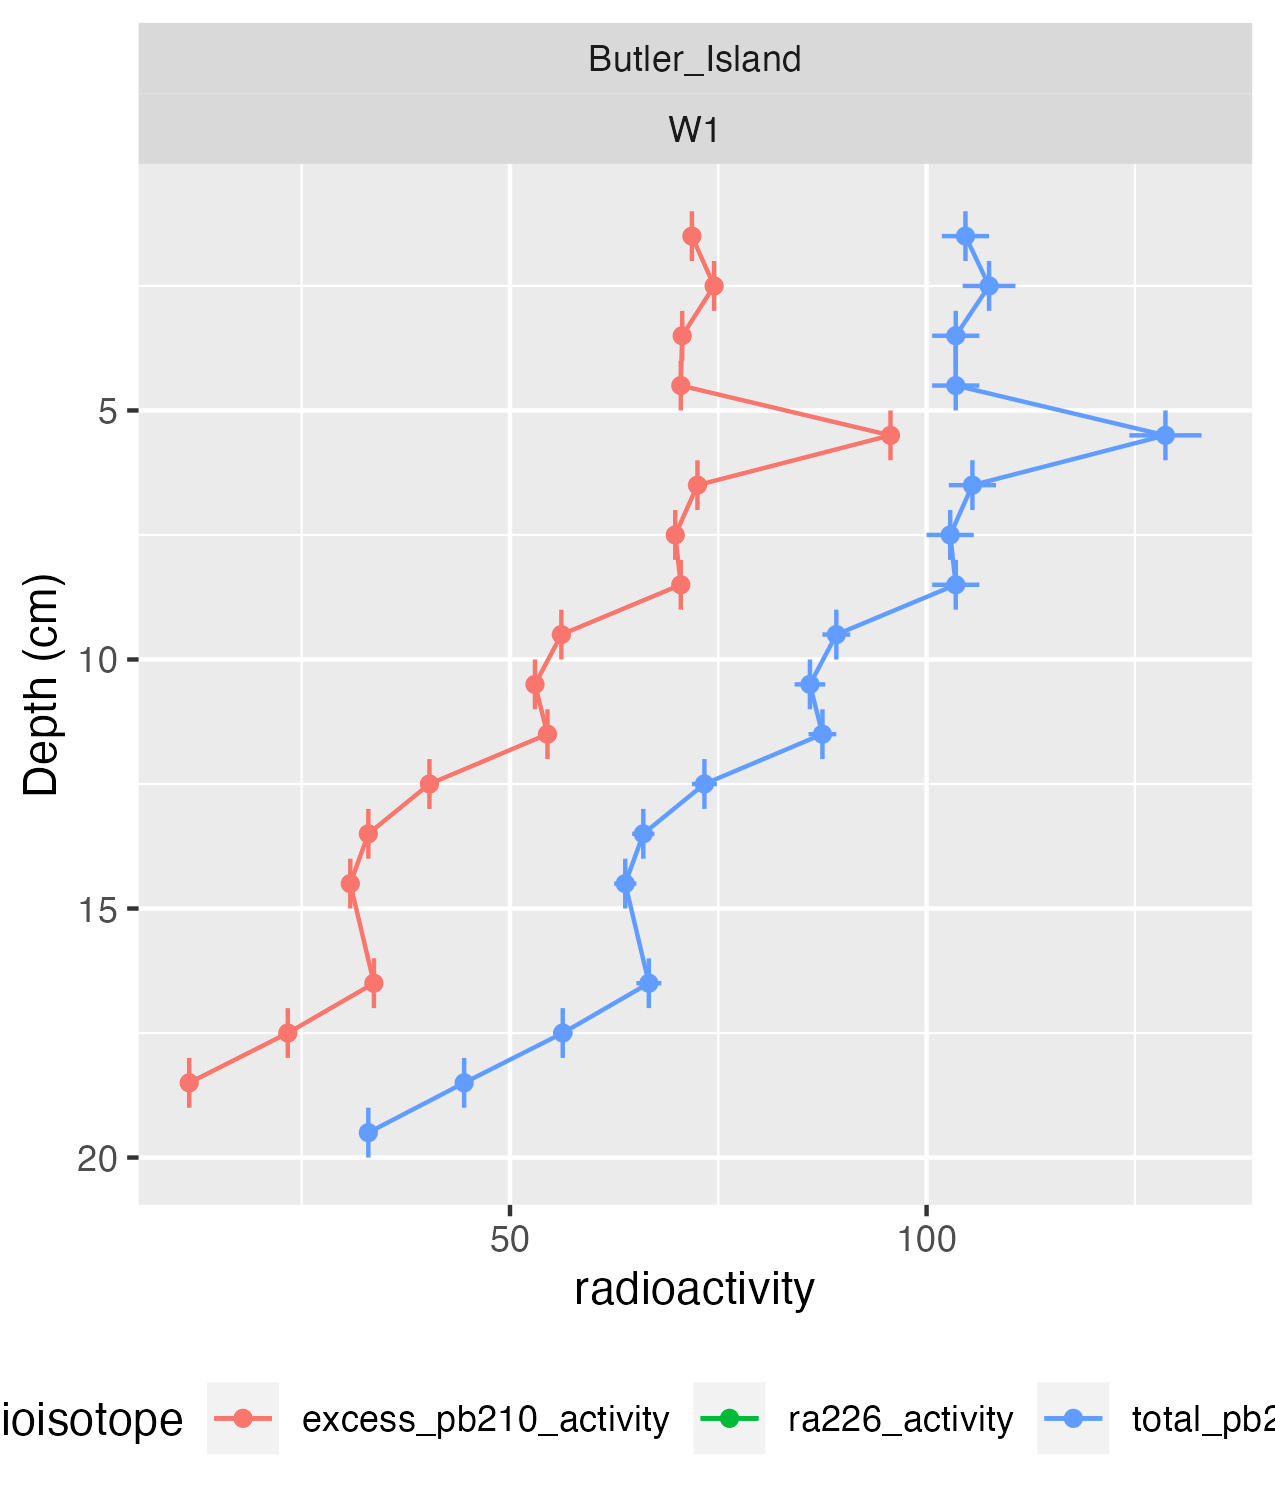 Butler_Island
W1
Depth (cm)
5
10
15
20
50
100
radioactivity
ioisotope
excess_pb210_activity
ra226_activity
total_pb2